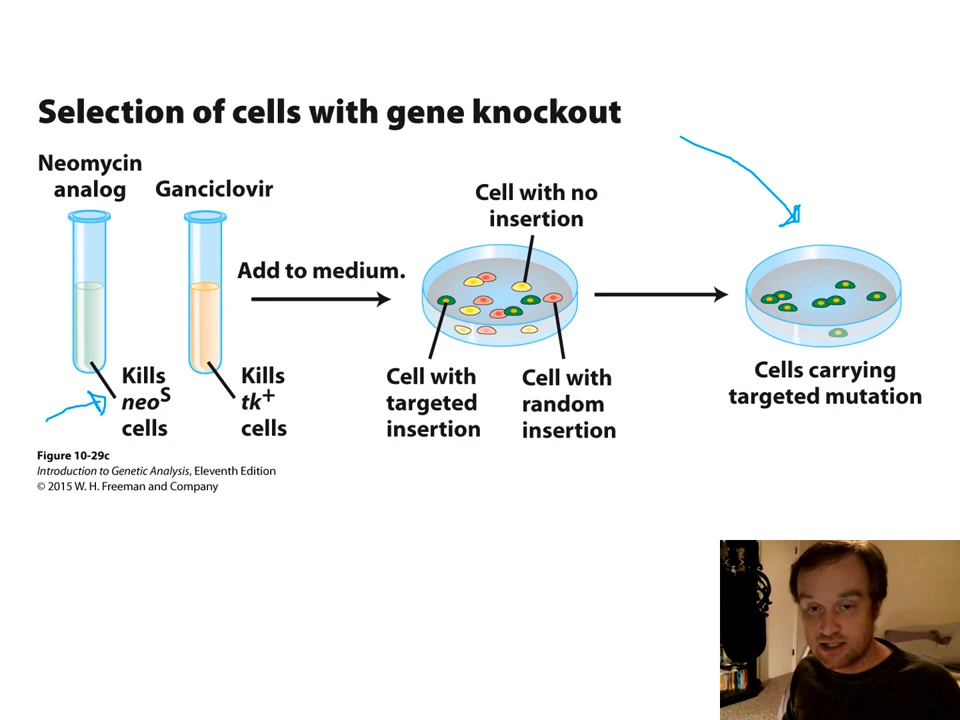 Selection of cells with gene knockout
Neomycin
analog
Ganciclovir
Add to medium.
Cell with no
insertion
Kills
neoS
cells
Kills
tk+
cells
Cell with
targeted
insertion
Cell with
random
insertion
Cells carrying
targeted mutation
Figure 10-29c
Introduction to Genetic Analysis, Eleventh Edition
© 2015 W. H. Freeman and Company